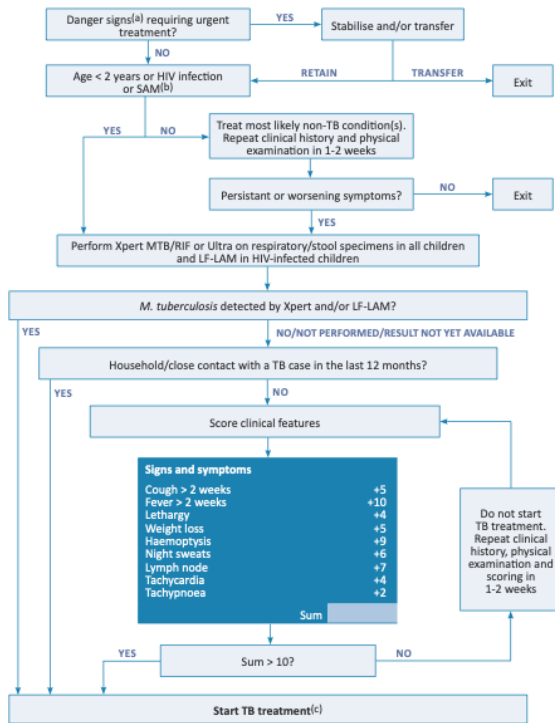 Danger signs(a) requiring urgent
treatment?
YES
Stabilise and/or transfer
NO
RETAIN
TRANSFER
Age < 2 years or HIV infection
or SAM(b)
Exit
YES
NO
Treat most likely non-TB condition(s).
Repeat clinical history and physical
examination in 1-2 weeks
Persistant or worsening symptoms?
NO
Exit
YES
Perform Xpert MTB/RIF or Ultra on respiratory/stool specimens in all children
and LF-LAM in HIV-infected children
M. tuberculosis detected by Xpert and/or LF-LAM?
YES
NO/NOT PERFORMED/RESULT NOT YET AVAILABLE
Household/close contact with a TB case in the last 12 months?
YES
NO
Score clinical features
Signs and symptoms
Cough > 2 weeks +5
Fever > 2 weeks +10
Lethargy +4
Weight loss +5
Haemoptysis +9
Night sweats +6
Lymph node +7
Tachycardia +4
Tachypnoea +2
Sum
Do not start
TB treatment.
Repeat clinical
history, physical
examination and
scoring in
1-2 weeks
YES
Sum > 10?
NO
Start TB treatment(c)